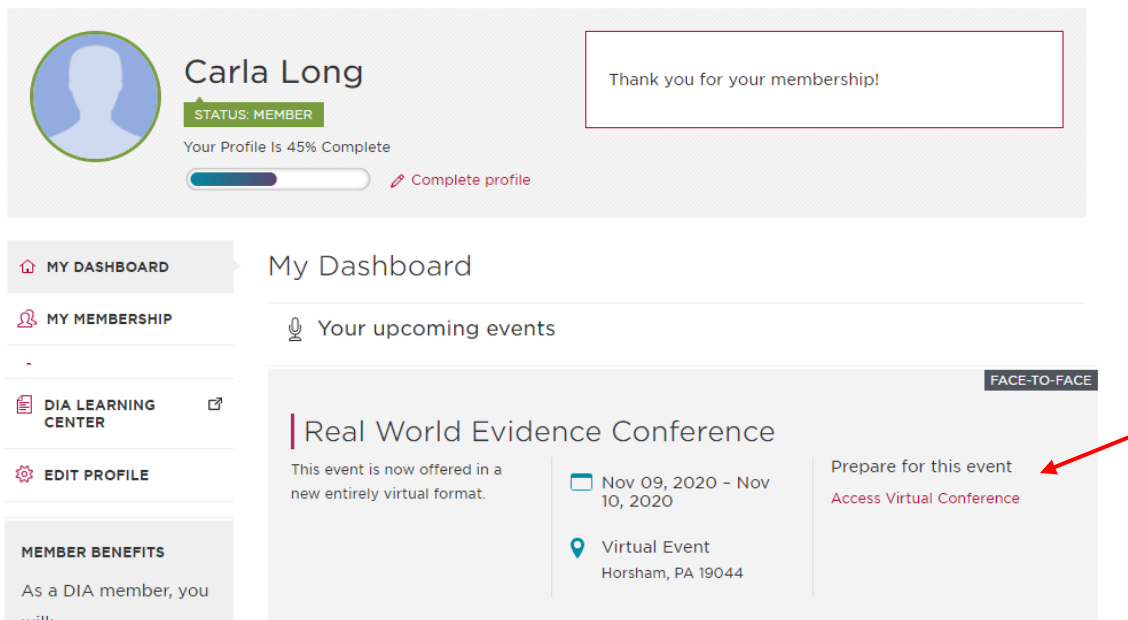 Carla Long
STATUS: MEMBER
Your Profile Is 45% Complete
Complete profile
Thank you for your membership!
MY DASHBOARD
MY MEMBERSHIP
-
DIA LEARNING
CENTER
EDIT PROFILE
MEMBER BENEFITS
As a DIA member, you
My Dashboard
Your upcoming events
FACE-TO-FACE
Real World Evidence Conference
This event is now offered in a
new entirely virtual format.
Nov 09, 2020 – Nov
10, 2020
Virtual Event
Horsham, PA 19044
Prepare for this event
Access Virtual Conference